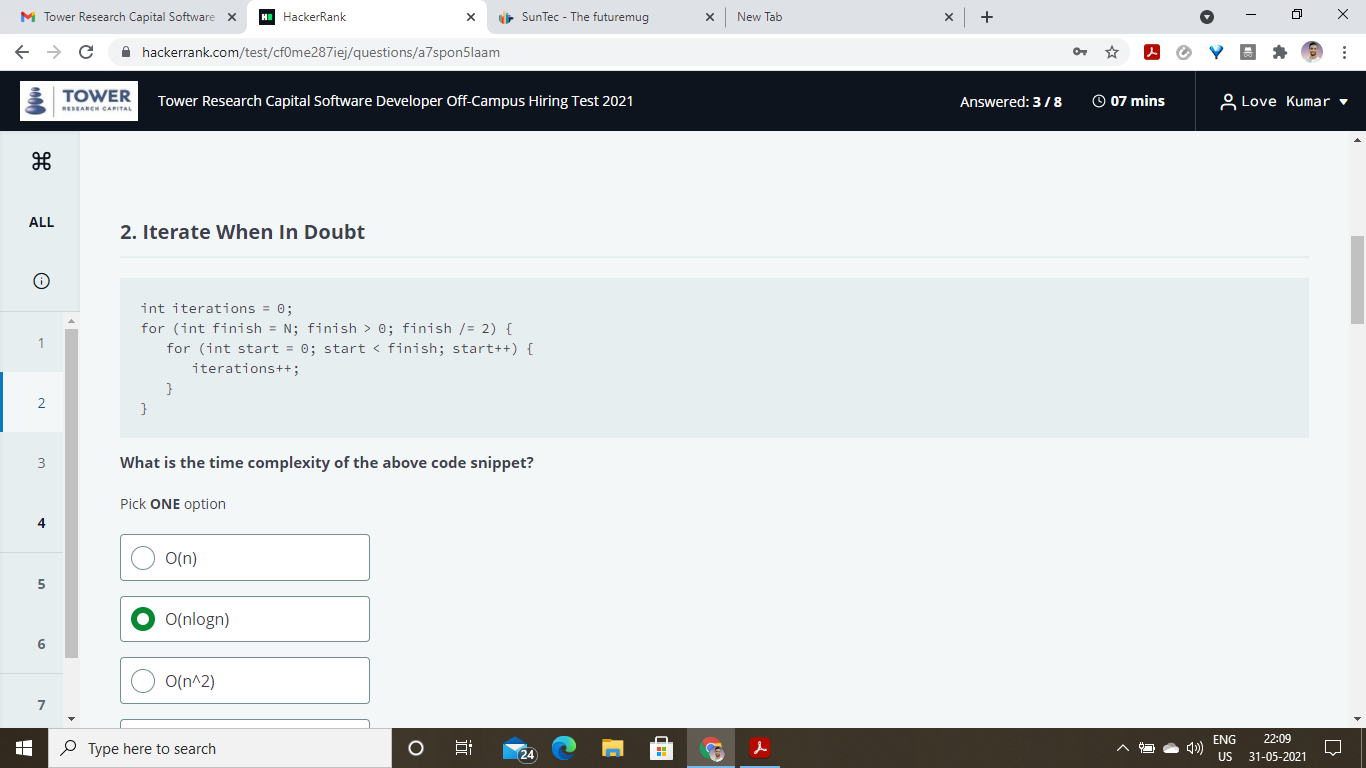 Tower Research Capital Software
HackerRank
SunTec - The futuremug
New Tab
hackerrank.com/test/cf0me287iej/questions/a7spon5laam
TOWER
RESEARCH CAPITAL
Tower Research Capital Software Developer Off-Campus Hiring Test 2021
Answered: 3 / 8
07 mins
Love Kumar
ALL
1
2
3
4
5
6
7
2. Iterate When In Doubt
int iterations = 0;
for (int finish = N; finish > 0; finish /= 2) {
for (int start = 0; start < finish; start++) {
iterations++;
}
}
What is the time complexity of the above code snippet?
Pick ONE option
O(n)
O(nlogn)
O(n^2)
Type here to search
24
ENG
US
22:09
31-05-2021